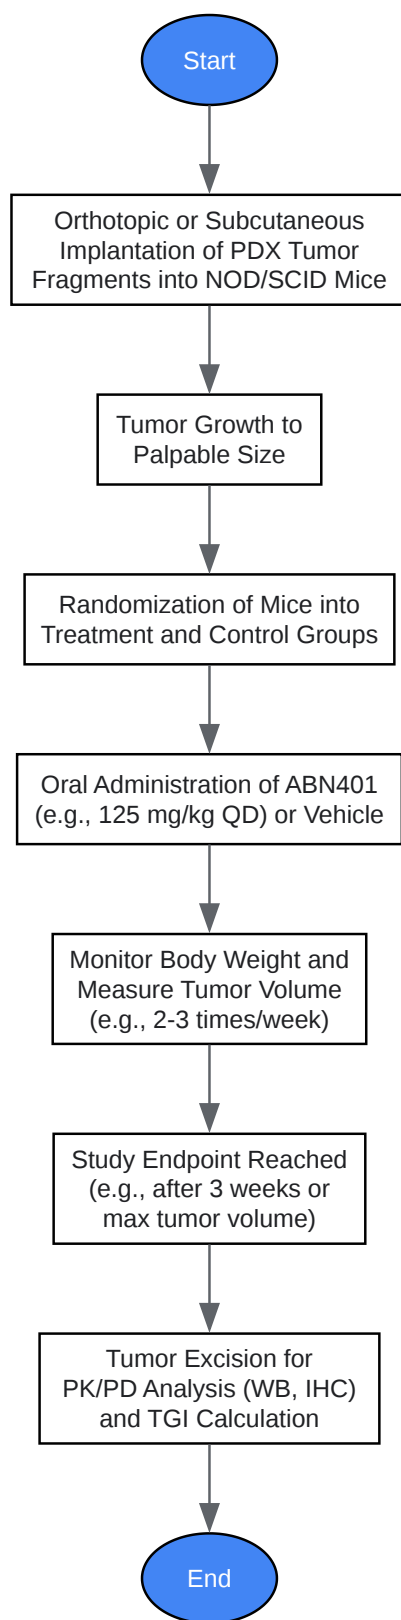 Start
Orthotopic or Subcutaneous
Implantation of PDX Tumor
Fragments into NOD/SCID Mice
Tumor Growth to
Palpable Size
Randomization of Mice into
Treatment and Control Groups
Oral Administration of ABN401
(e.g., 125 mg/kg QD) or Vehicle
Monitor Body Weight and
Measure Tumor Volume
(e.g., 2-3 times/week)
Study Endpoint Reached
(e.g., after 3 weeks or
max tumor volume)
Tumor Excision for
PK/PD Analysis (WB, IHC)
and TGI Calculation
End